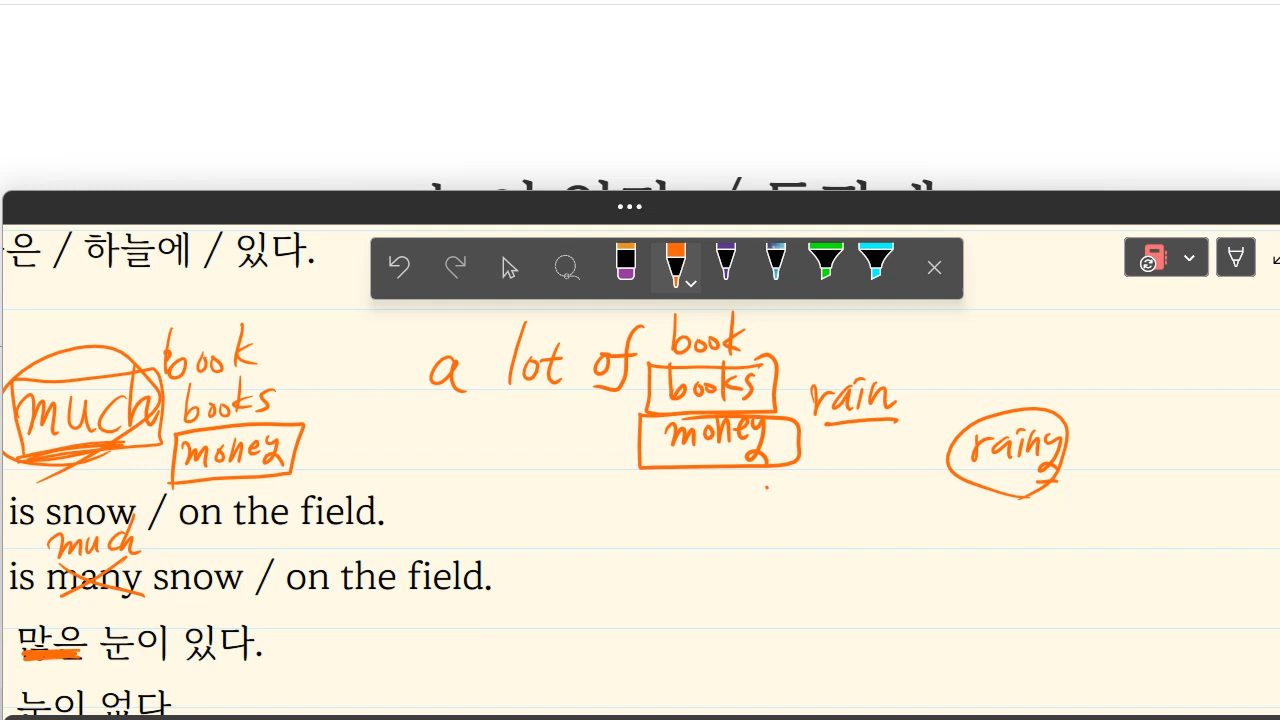 은 / 하늘에 / 있다.
much book
books
money
a lot of book
books
money
rain
rainy
is snow / on the field.
much
is many snow / on the field.
많은 눈이 있다.
눈이 없다